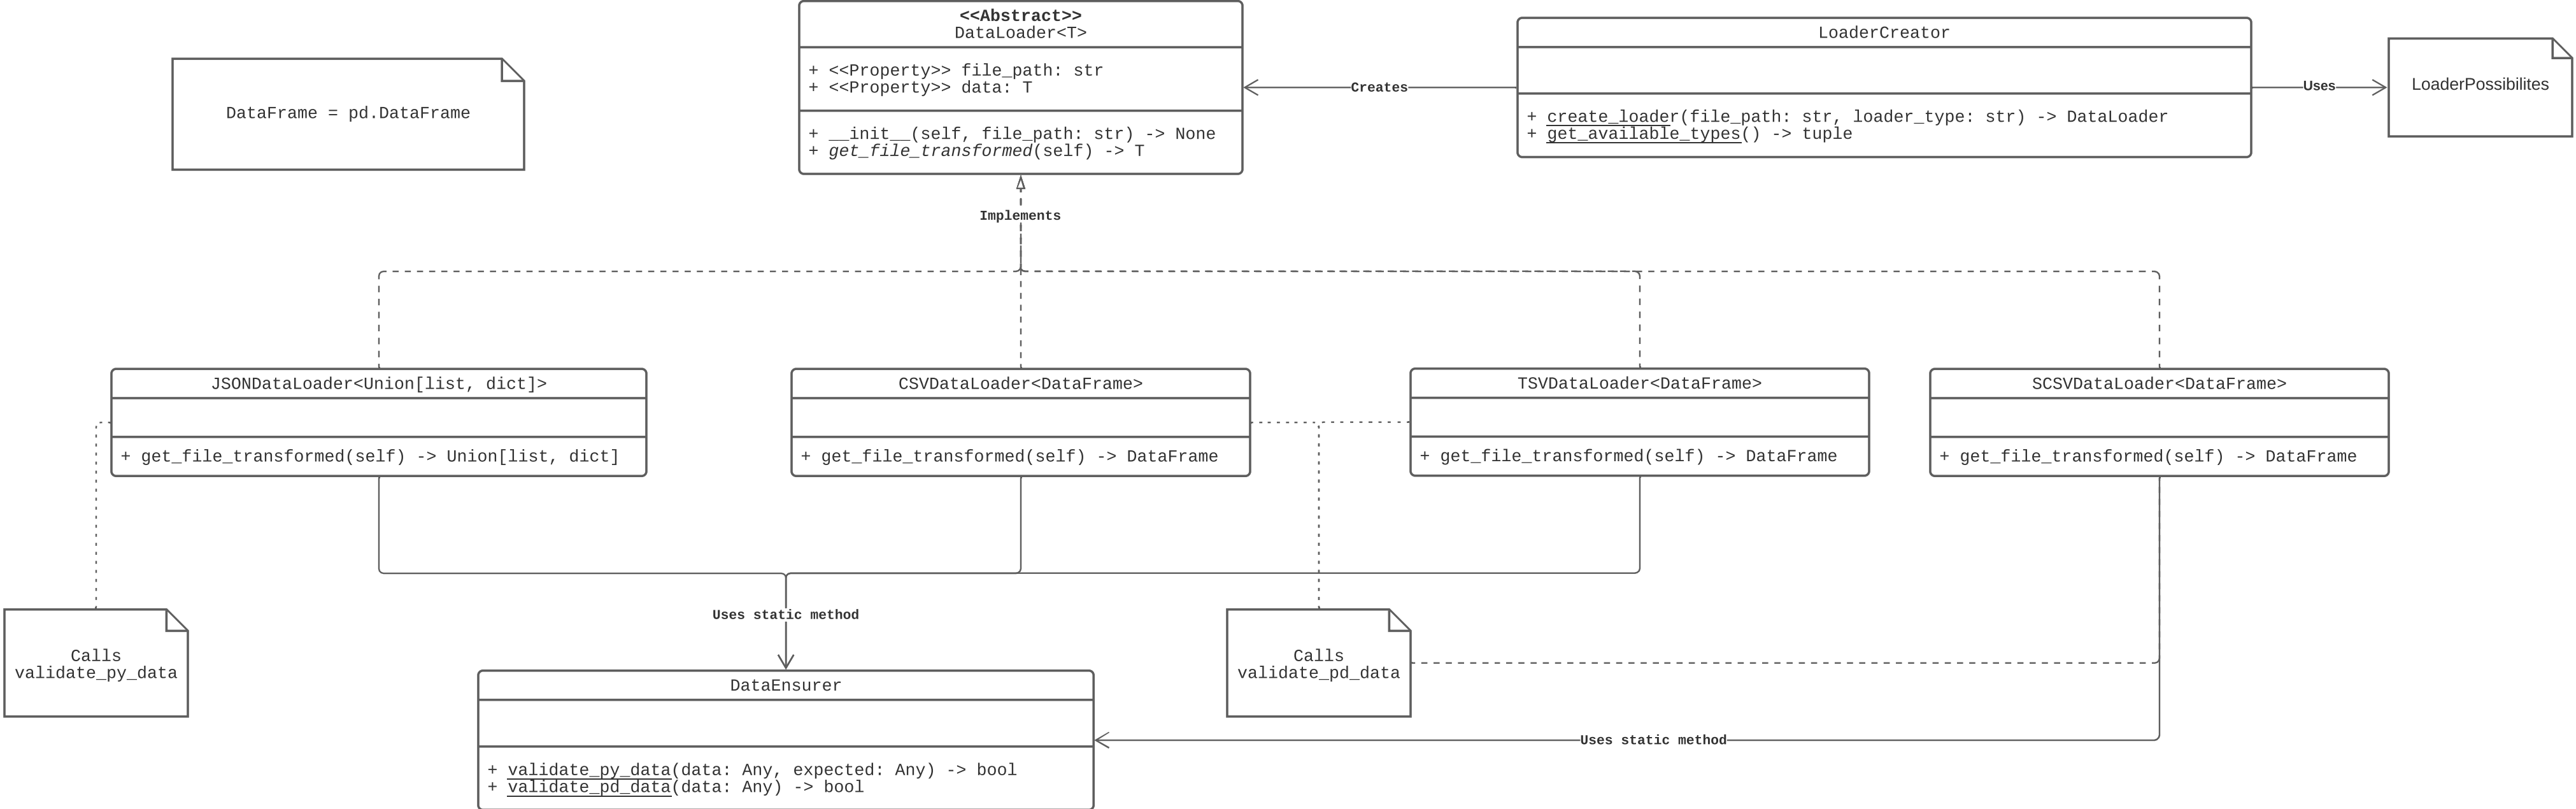 <<Abstract>>
DataLoader<T>
+ <<Property>> file_path: str
+ <<Property>> data: T
+ __init__(self, file_path: str) -> None
+ get_file_transformed(self) -> T
LoaderCreator
+ create_loader(file_path: str, loader_type: str) -> DataLoader
+ get_available_types() -> tuple
Creates
Uses
LoaderPossibilites
DataFrame = pd.DataFrame
Implements
JSONDataLoader<Union[list, dict]>
+ get_file_transformed(self) -> Union[list, dict]
CSVDataLoader<DataFrame>
+ get_file_transformed(self) -> DataFrame
TSVDataLoader<DataFrame>
+ get_file_transformed(self) -> DataFrame
SCSVDataLoader<DataFrame>
+ get_file_transformed(self) -> DataFrame
Uses static method
Calls
validate_py_data
Calls
validate_pd_data
DataEnsurer
+ validate_py_data(data: Any, expected: Any) -> bool
+ validate_pd_data(data: Any) -> bool
Uses static method